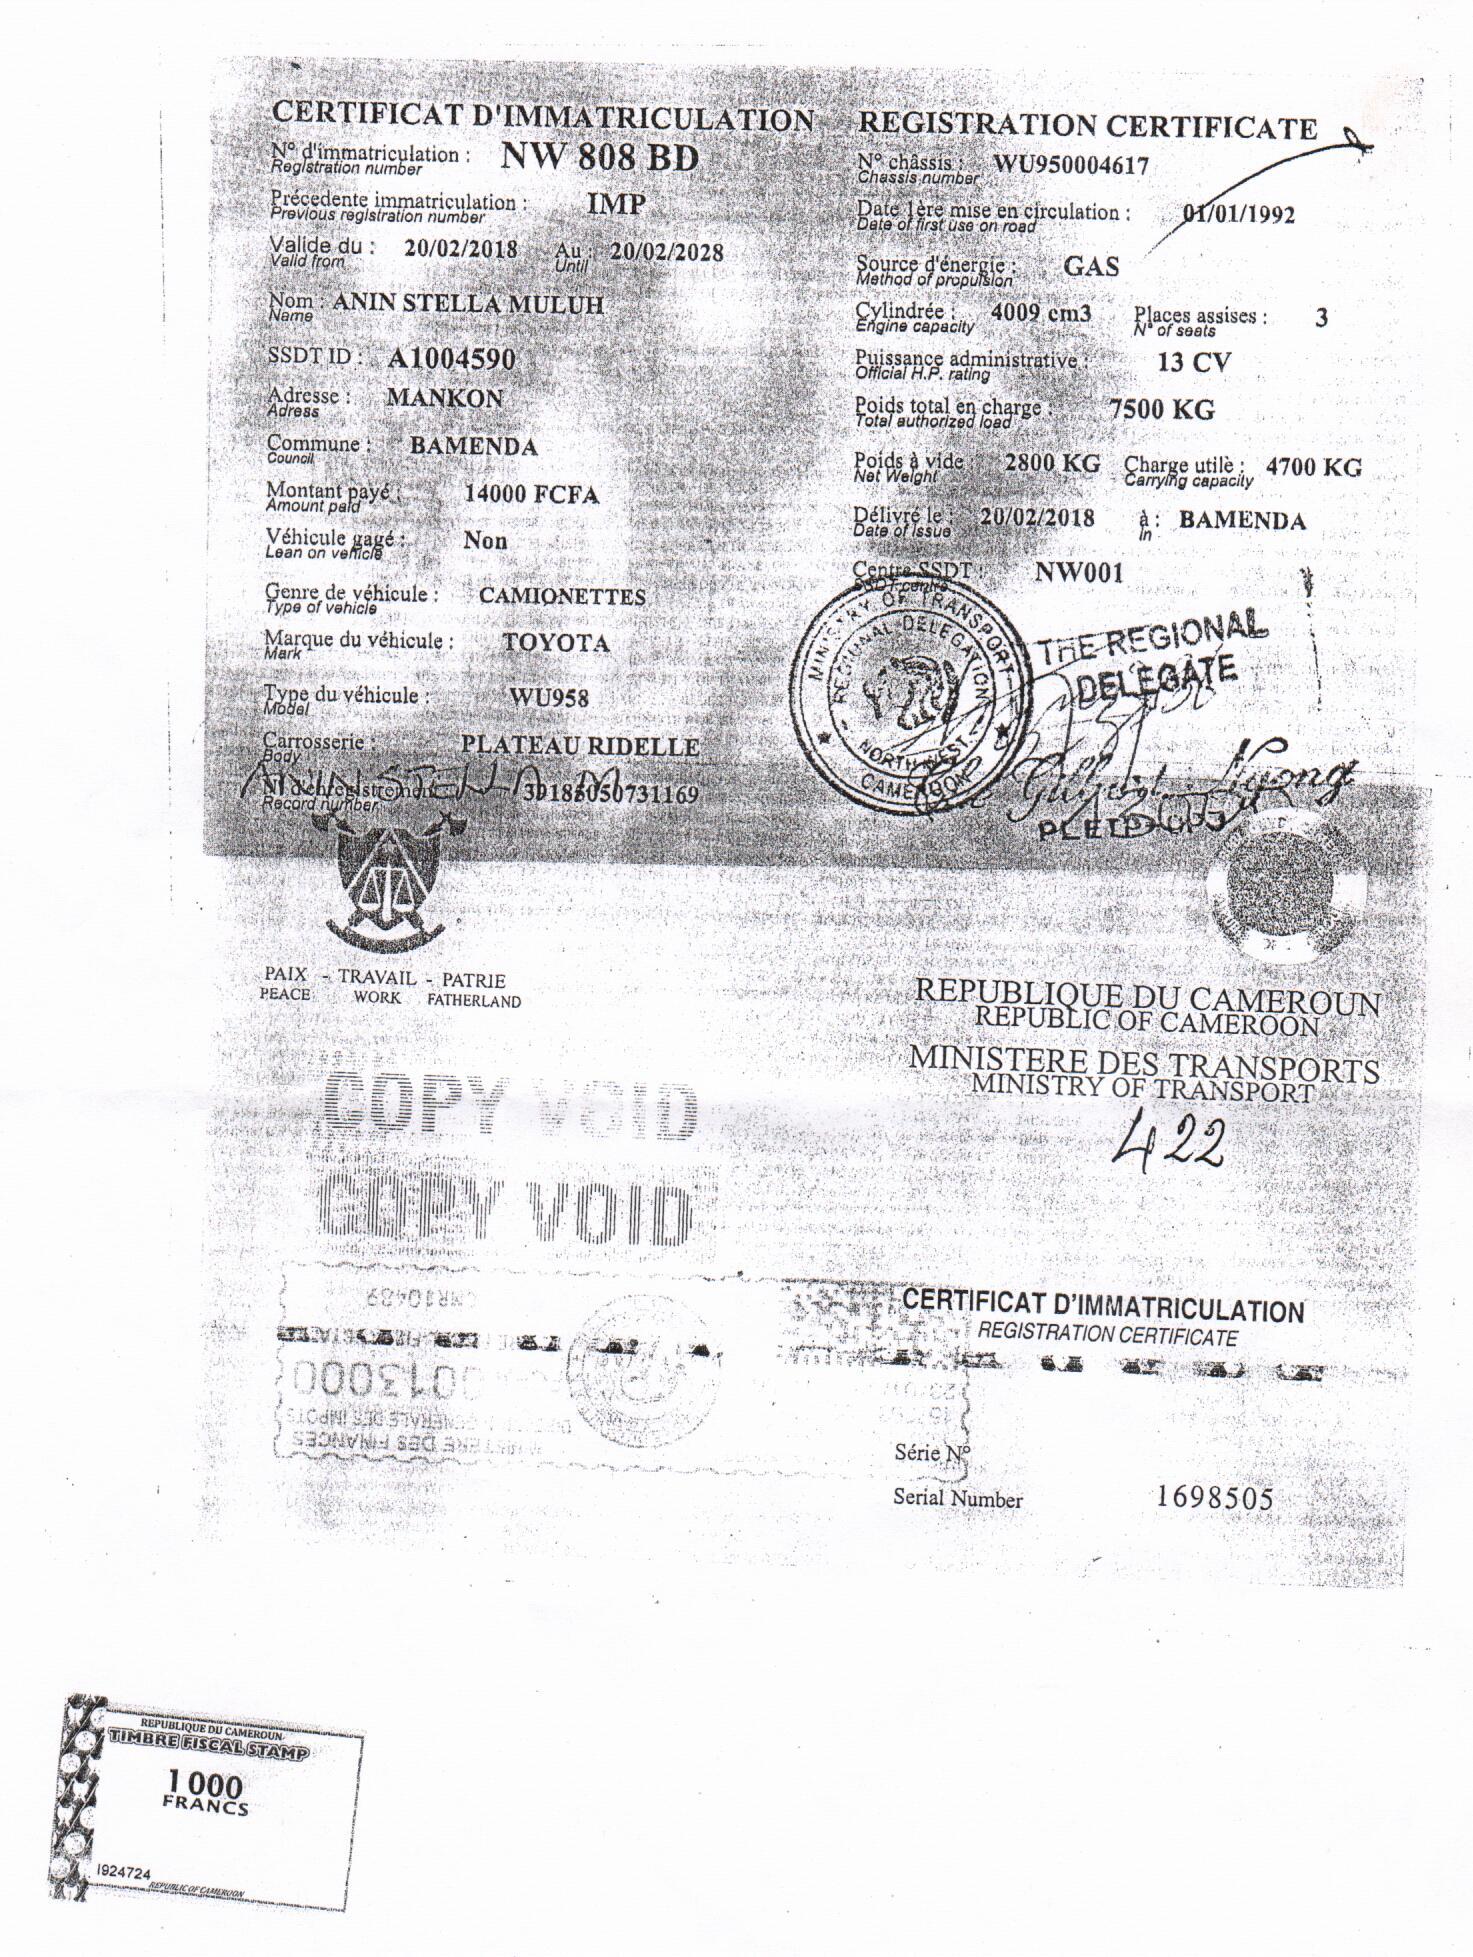 CERTIFICAT D'IMMATRICULATION
N° d'immatriculation : NW 808 BD
Registration number
Précedente immatriculation : IMP
Previous registration number
Valide du : 20/02/2018 Au : 20/02/2028
Valid from Until
Nom : ANIN STELLA MULUH
Name
SSDT ID : A1004590
Adresse : MANKON
Adress
Commune : BAMENDA
Council
Montant payé : 14000 FCFA
Amount paid
Véhicule gagé : Non
Lean on vehicle
Genre de véhicule : CAMIONETTES
Type of vehicle
Marque du véhicule : TOYOTA
Mark
Type du véhicule : WU958
Model
Carrosserie : PLATEAU RIDELLE
Body
ANIN STELLA M
Record number
REGISTRATION CERTIFICATE
N° châssis : WU950004617
Chassis number
Date 1ère mise en circulation : 01/01/1992
Date of first use on road
Source d'énergie : GAS
Method of propulsion
Cylindrée : 4009 cm3 Places assises : 3
Engine capacity N° of seats
Puissance administrative : 13 CV
Official H.P. rating
Poids total en charge : 7500 KG
Total authorized load
Poids à vide 2800 KG Charge utile : 4700 KG
Net Weight Carrying capacity
Délivré le : 20/02/2018 à : BAMENDA
Date of Issue in
Centre SSDT : NW001
SSDT centre
MINISTRY OF TRANSPORT
REGIONAL DELEGATION
NORTH WEST
CAMEROON
THE REGIONAL
DELEGATE
PAIX - TRAVAIL - PATRIE
PEACE WORK FATHERLAND
REPUBLIQUE DU CAMEROUN
REPUBLIC OF CAMEROON
MINISTERE DES TRANSPORTS
MINISTRY OF TRANSPORT
422
COPY VOID
COPY VOID
CERTIFICAT D'IMMATRICULATION
REGISTRATION CERTIFICATE
0013000
Série N°
Serial Number 1698505
REPUBLIQUE DU CAMEROUN
TIMBRE FISCAL STAMP
1000
FRANCS
1924724
REPUBLIC OF CAMEROON